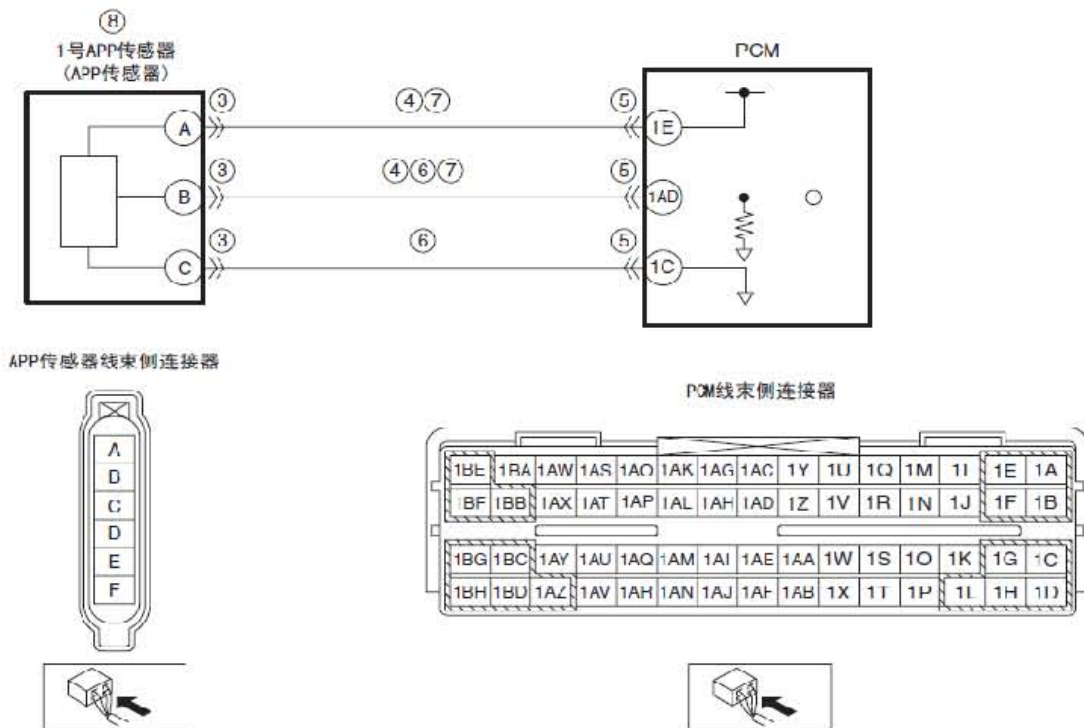 ⑧
1号APP传感器
(APP传感器)
PCM
A ③ ④⑦ ⑤ 1E
B ③ ④⑥⑦ ⑤ 1AD
C ③ ⑥ ⑤ 1C
APP传感器线束侧连接器
A
D
C
D
E
F
PCM线束侧连接器
1BE 1BA 1AW 1AS 1AO 1AK 1AG 1AC 1Y 1U 1Q 1M 1I 1E 1A
1BF 1BB 1AX 1AT 1AP 1AL 1AH 1AD 1Z 1V 1R 1N 1J 1F 1B
1BG 1BC 1AY 1AU 1AQ 1AM 1AI 1AE 1AA 1W 1S 1O 1K 1G 1C
1BH 1BD 1AZ 1AV 1AR 1AN 1AJ 1AF 1AB 1X 1T 1P 1L 1H 1D